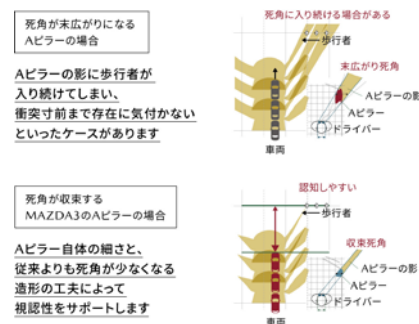 死角が末広がりになる
Aピラーの場合
Aピラーの影に歩行者が
入り続けてしまい、
衝突寸前まで存在に気付かない
といったケースがあります
死角に入り続ける場合がある
歩行者
末広がり死角
Aピラーの影
Aピラー
ドライバー
車両
死角が収束する
MAZDA3のAピラーの場合
Aピラー自体の細さと、
従来よりも死角が少なくなる
造形の工夫によって
視認性をサポートします
認知しやすい
歩行者
収束死角
Aピラーの影
Aピラー
ドライバー
車両